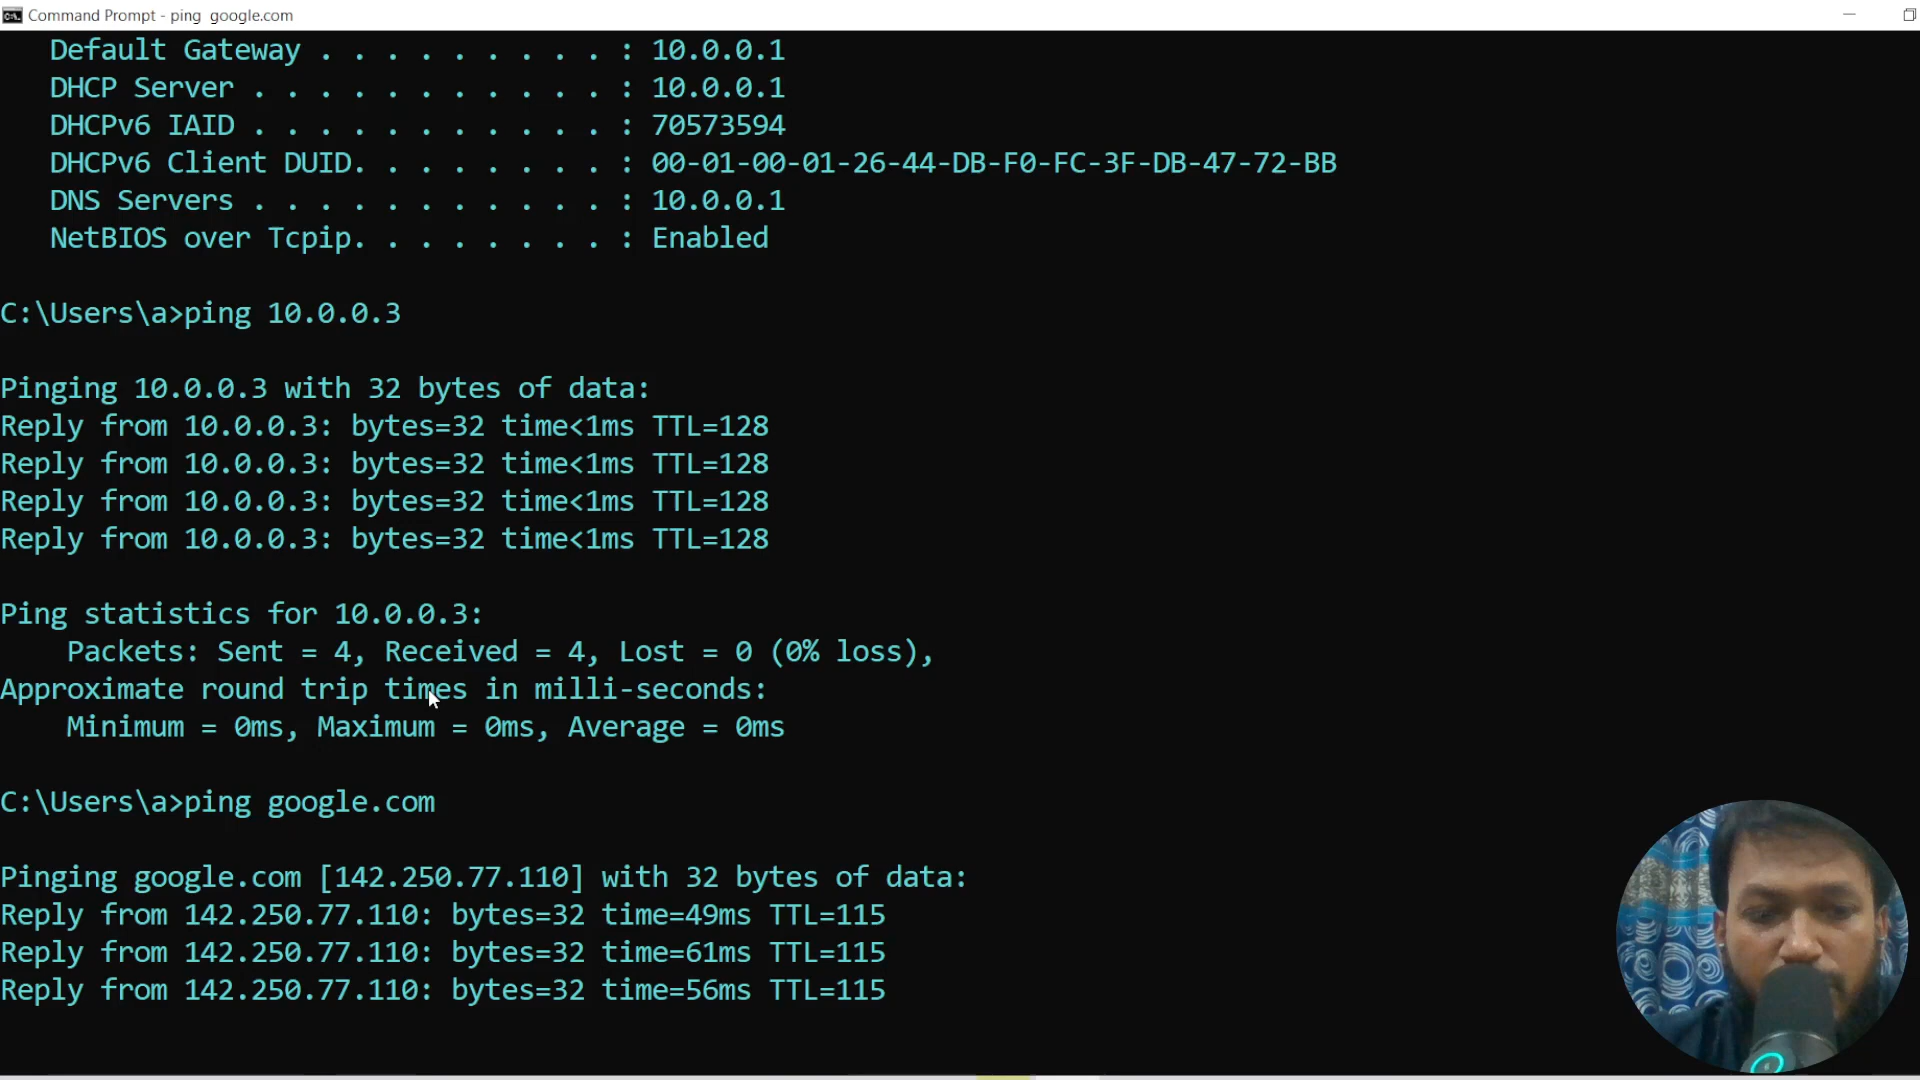 Command Prompt - ping  google.com
Default Gateway . . . . . . . . . : 10.0.0.1
DHCP Server . . . . . . . . . . . : 10.0.0.1
DHCPv6 IAID . . . . . . . . . . . : 70573594
DHCPv6 Client DUID. . . . . . . . : 00-01-00-01-26-44-DB-F0-FC-3F-DB-47-72-BB
DNS Servers . . . . . . . . . . . : 10.0.0.1
NetBIOS over Tcpip. . . . . . . . : Enabled
C:\Users\a>ping 10.0.0.3
Pinging 10.0.0.3 with 32 bytes of data:
Reply from 10.0.0.3: bytes=32 time<1ms TTL=128
Reply from 10.0.0.3: bytes=32 time<1ms TTL=128
Reply from 10.0.0.3: bytes=32 time<1ms TTL=128
Reply from 10.0.0.3: bytes=32 time<1ms TTL=128
Ping statistics for 10.0.0.3:
Packets: Sent = 4, Received = 4, Lost = 0 (0% loss),
Approximate round trip times in milli-seconds:
Minimum = 0ms, Maximum = 0ms, Average = 0ms
C:\Users\a>ping google.com
Pinging google.com [142.250.77.110] with 32 bytes of data:
Reply from 142.250.77.110: bytes=32 time=49ms TTL=115
Reply from 142.250.77.110: bytes=32 time=61ms TTL=115
Reply from 142.250.77.110: bytes=32 time=56ms TTL=115